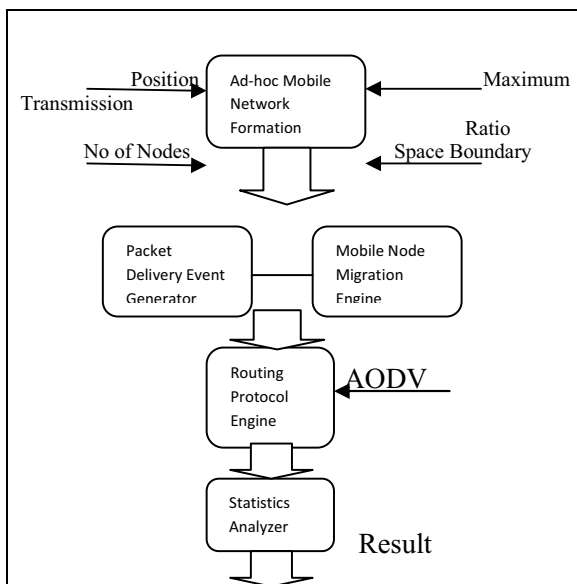 Position
Ad-hoc Mobile
Maximum
Transmission
Network
Formation
Ratio
No of Nodes
Space Boundary
Packet
Delivery Event
Generator
Mobile Node
Migration
Engine
Routing
Protocol
Engine
AODV
Statistics
Analyzer
Result